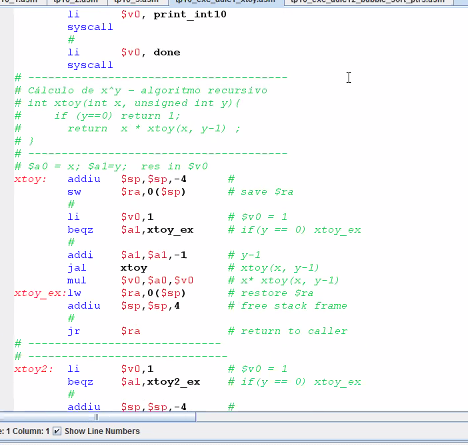 li $v0, print_int10
syscall
#
li $v0, done
syscall
# ---------------------------------------
# Cálculo de x^y - algoritmo recursivo
# int xtoy(int x, unsigned int y){
# if (y==0) return 1;
# return x * xtoy(x, y-1) ;
# }
# ---------------------------------------
# $a0 = x; $a1=y; res in $v0
xtoy: addiu $sp,$sp,-4 #
sw $ra,0($sp) # save $ra
#
li $v0,1 # $v0 = 1
beqz $a1,xtoy_ex # if(y == 0) xtoy_ex
#
addi $a1,$a1,-1 # y-1
jal xtoy # xtoy(x, y-1)
mul $v0,$a0,$v0 # x* xtoy(x, y-1)
xtoy_ex:lw $ra,0($sp) # restore $ra
addiu $sp,$sp,4 # free stack frame
#
jr $ra # return to caller
# -----------------------------
# ------------------------------
xtoy2: li $v0,1 # $v0 = 1
beqz $a1,xtoy2_ex # if(y == 0) xtoy_ex
#
addiu $sp,$sp,-4 #
e: 1 Column: 1 Show Line Numbers